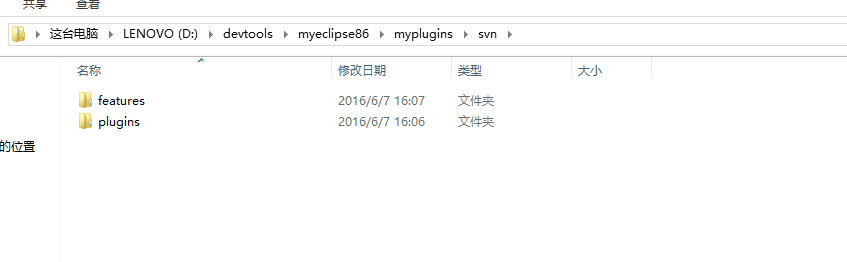 共享 查看
这台电脑 LENOVO (D:) devtools myeclipse86 myplugins svn
名称 修改日期 类型 大小
features 2016/6/7 16:07 文件夹
plugins 2016/6/7 16:06 文件夹
的位置